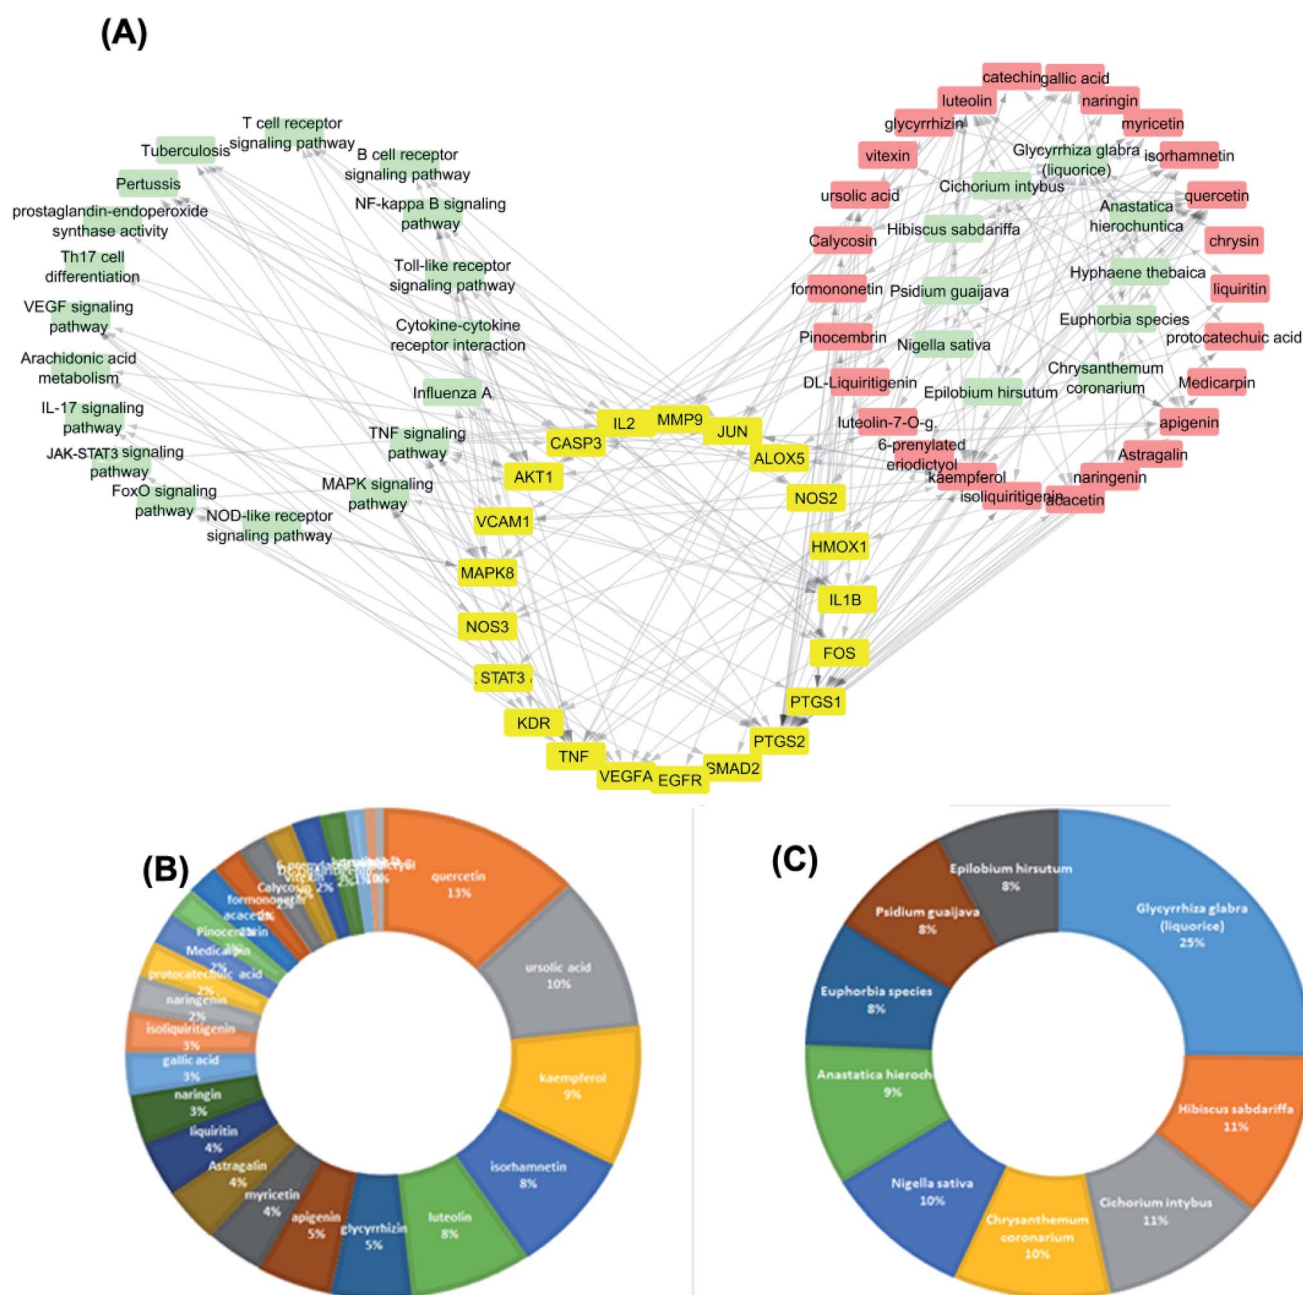 (A)
T cell receptor
signaling pathway
Tuberculosis
Pertussis
prostaglandin-endoperoxide
synthase activity
Th17 cell
differentiation
VEGF signaling
pathway
Arachidonic acid
metabolism
IL-17 signaling
pathway
JAK-STAT3 signaling
pathway
FoxO signaling
pathway
NOD-like receptor
signaling pathway
B cell receptor
signaling pathway
NF-kappa B signaling
pathway
Toll-like receptor
signaling pathway
Cytokine-cytokine
receptor interaction
Influenza A
TNF signaling
pathway
MAPK signaling
pathway
IL2
MMP9
JUN
CASP3
ALOX5
AKT1
NOS2
VCAM1
HMOX1
MAPK8
IL1B
NOS3
FOS
STAT3
PTGS1
KDR
PTGS2
TNF
SMAD2
VEGFA
EGFR
catechin
gallic acid
luteolin
naringin
glycyrrhizin
myricetin
vitexin
isorhamnetin
ursolic acid
quercetin
Calycosin
chrysin
formononetin
liquiritin
Pinocembrin
protocatechuic acid
DL-Liquiritigenin
Medicarpin
luteolin-7-O-g.
apigenin
6-prenylated
eriodictyol
Astragalin
kaempferol
naringenin
isoliquiritigenin
acacetin
Glycyrrhiza glabra
(liquorice)
Cichorium intybus
Hibiscus sabdariffa
Anastatica
hierochuntica
Hyphaene thebaica
Psidium guaijava
Euphorbia species
Nigella sativa
Chrysanthemum
coronarium
Epilobium hirsutum
(B)
quercetin
13%
ursolic acid
10%
kaempferol
9%
isorhamnetin
8%
luteolin
8%
glycyrrhizin
5%
apigenin
5%
myricetin
4%
Astragalin
4%
liquiritin
4%
naringin
3%
gallic acid
3%
isoliquiritigenin
3%
naringenin
2%
protocatechuic acid
2%
Medicarpin
2%
Pinocembrin
acacetin
formononetin
2%
Calycosin
vitexin
2%
2%
(C)
Glycyrrhiza glabra
(liquorice)
25%
Hibiscus sabdariffa
11%
Cichorium intybus
11%
Chrysanthemum
coronarium
10%
Nigella sativa
10%
Anastatica hieroch
9%
Euphorbia species
8%
Psidium guaijava
8%
Epilobium hirsutum
8%